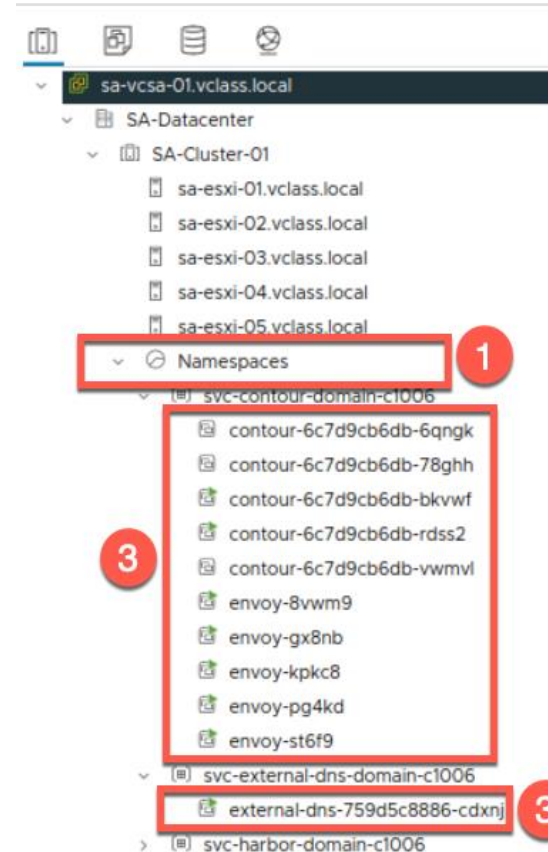 sa-vcsa-01.vclass.local
SA-Datacenter
SA-Cluster-01
sa-esxi-01.vclass.local
sa-esxi-02.vclass.local
sa-esxi-03.vclass.local
sa-esxi-04.vclass.local
sa-esxi-05.vclass.local
Namespaces
1
svc-contour-domain-c1006
contour-6c7d9cb6db-6qngk
contour-6c7d9cb6db-78ghh
contour-6c7d9cb6db-bkvwf
contour-6c7d9cb6db-rdss2
3
contour-6c7d9cb6db-vwmvl
envoy-8vwm9
envoy-gx8nb
envoy-kpkc8
envoy-pg4kd
envoy-st6f9
svc-external-dns-domain-c1006
external-dns-759d5c8886-cdxnj
3
svc-harbor-domain-c1006